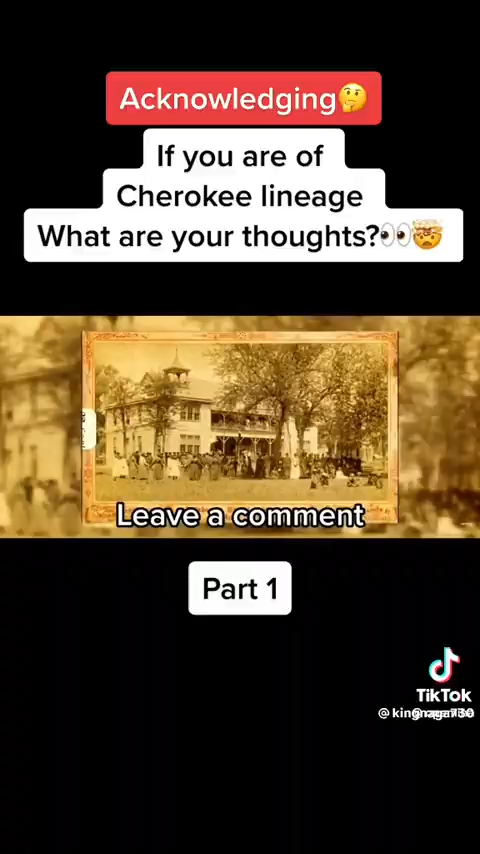 Acknowledging🤔
If you are of
Cherokee lineage
What are your thoughts?👀🤯
Leave a comment
Part 1
TikTok